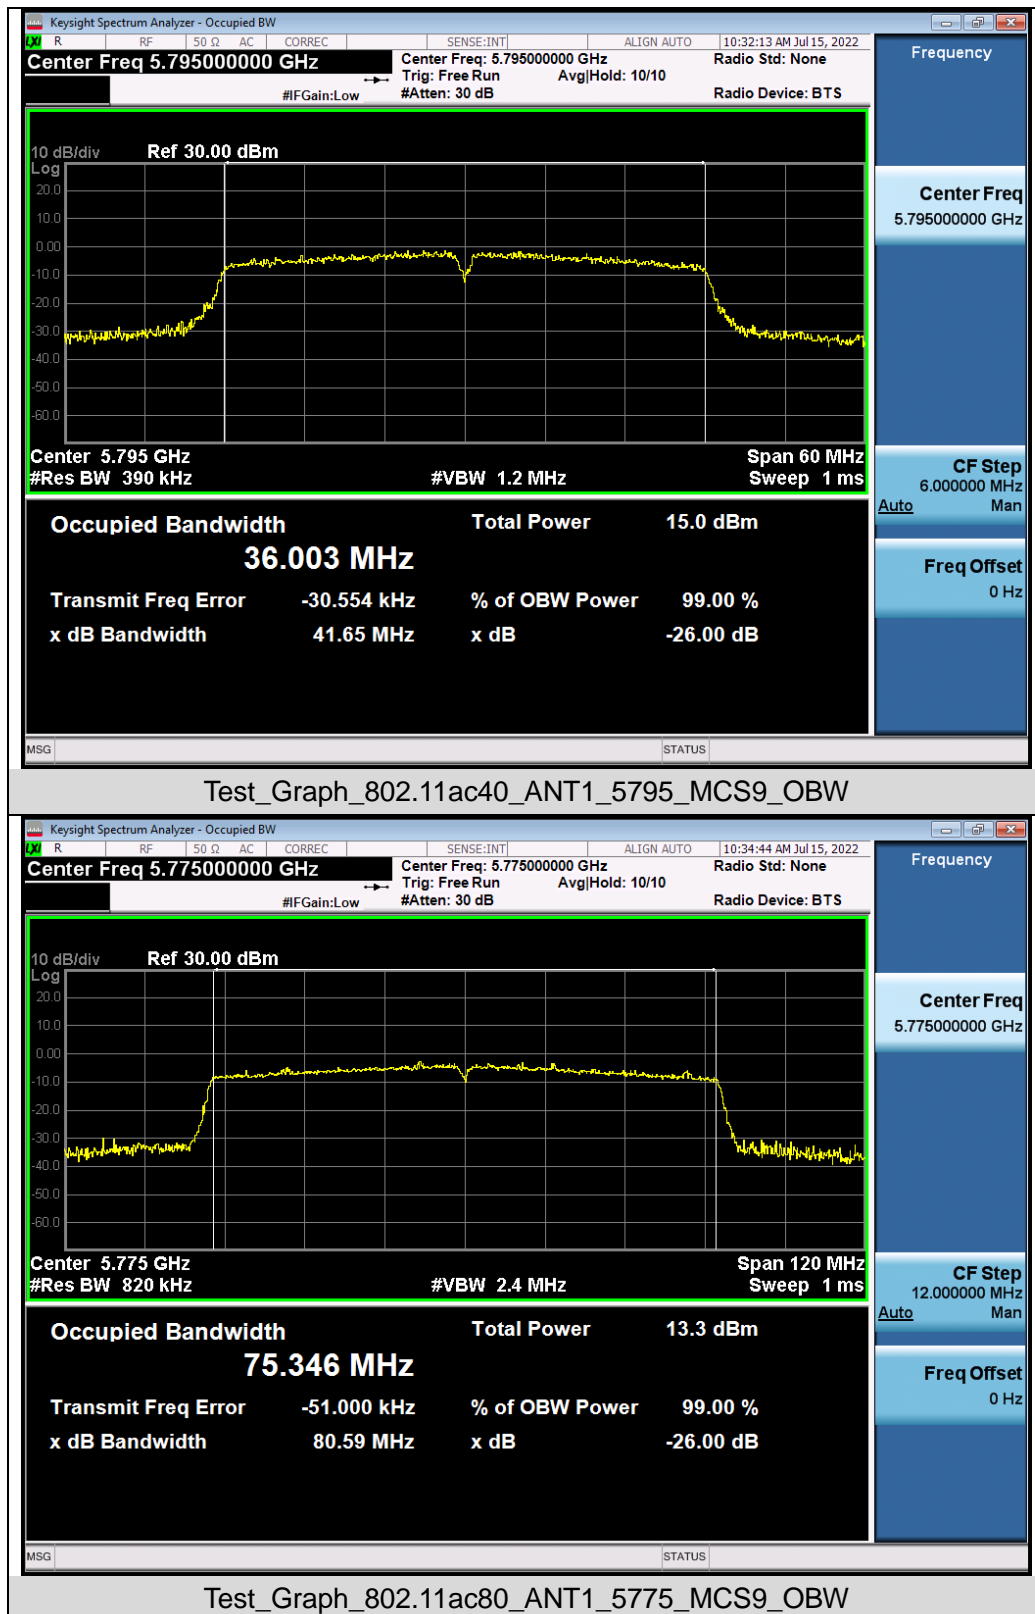 Keysight Spectrum Analyzer - Occupied BW
LXI R RF 50 Ω AC CORREC SENSE:INT ALIGN AUTO 10:32:13 AM Jul 15, 2022
Center Freq 5.795000000 GHz Center Freq: 5.795000000 GHz Radio Std: None
Trig: Free Run Avg|Hold: 10/10
#IFGain:Low #Atten: 30 dB Radio Device: BTS
Frequency
10 dB/div Ref 30.00 dBm
Log
20.0
10.0
0.00
-10.0
-20.0
-30.0
-40.0
-50.0
-60.0
Center 5.795 GHz Span 60 MHz
#Res BW 390 kHz #VBW 1.2 MHz Sweep 1 ms
Center Freq
5.795000000 GHz
CF Step
6.000000 MHz
Auto Man
Freq Offset
0 Hz
Occupied Bandwidth Total Power 15.0 dBm
36.003 MHz
Transmit Freq Error -30.554 kHz % of OBW Power 99.00 %
x dB Bandwidth 41.65 MHz x dB -26.00 dB
MSG STATUS
Test_Graph_802.11ac40_ANT1_5795_MCS9_OBW
Keysight Spectrum Analyzer - Occupied BW
LXI R RF 50 Ω AC CORREC SENSE:INT ALIGN AUTO 10:34:44 AM Jul 15, 2022
Center Freq 5.775000000 GHz Center Freq: 5.775000000 GHz Radio Std: None
Trig: Free Run Avg|Hold: 10/10
#IFGain:Low #Atten: 30 dB Radio Device: BTS
Frequency
10 dB/div Ref 30.00 dBm
Log
20.0
10.0
0.00
-10.0
-20.0
-30.0
-40.0
-50.0
-60.0
Center 5.775 GHz Span 120 MHz
#Res BW 820 kHz #VBW 2.4 MHz Sweep 1 ms
Center Freq
5.775000000 GHz
CF Step
12.000000 MHz
Auto Man
Freq Offset
0 Hz
Occupied Bandwidth Total Power 13.3 dBm
75.346 MHz
Transmit Freq Error -51.000 kHz % of OBW Power 99.00 %
x dB Bandwidth 80.59 MHz x dB -26.00 dB
MSG STATUS
Test_Graph_802.11ac80_ANT1_5775_MCS9_OBW